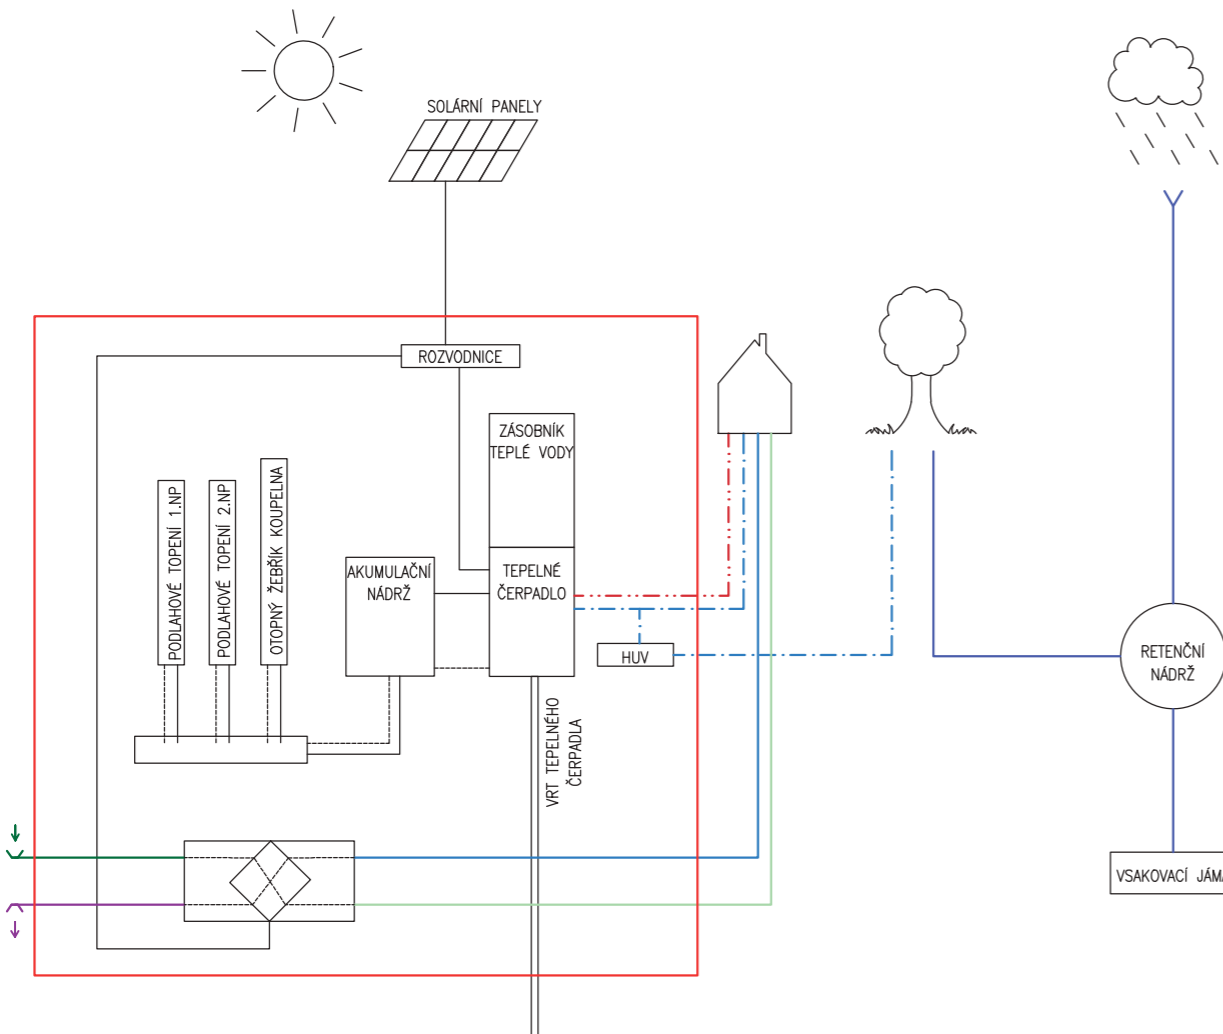 SOLÁRNÍ PANELY
ROZVODNICE
ZÁSOBNÍK
TEPLÉ VODY
PODLAHOVÉ TOPENÍ 1.NP
PODLAHOVÉ TOPENÍ 2.NP
OTOPNÝ ŽEBŘÍK KOUPELNA
AKUMULAČNÍ
NÁDRŽ
TEPELNÉ
ČERPADLO
HUV
VRT TEPELNÉHO
ČERPADLA
RETENČNÍ
NÁDRŽ
VSAKOVACÍ